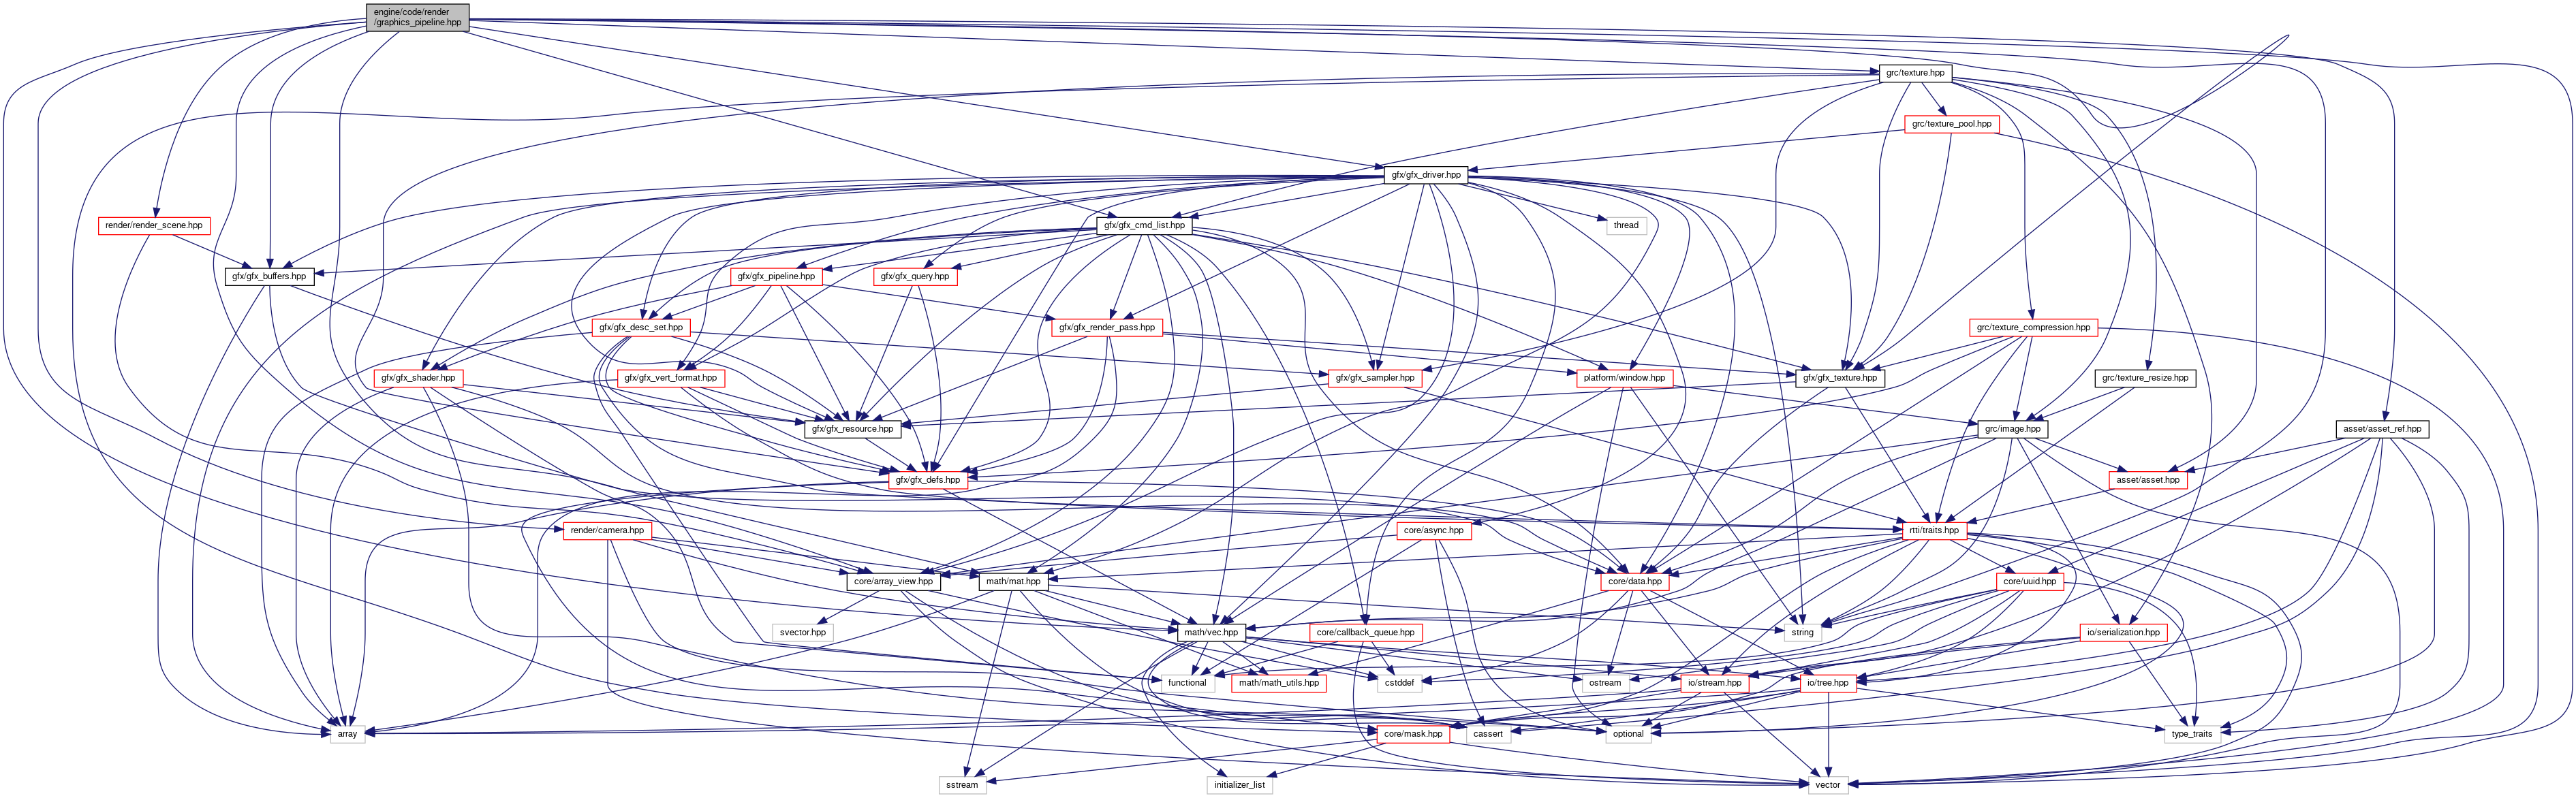 engine/code/render
/graphics_pipeline.hpp
grc/texture.hpp
grc/texture_pool.hpp
gfx/gfx_driver.hpp
render/render_scene.hpp
gfx/gfx_cmd_list.hpp
thread
gfx/gfx_buffers.hpp
gfx/gfx_pipeline.hpp
gfx/gfx_query.hpp
gfx/gfx_desc_set.hpp
gfx/gfx_render_pass.hpp
grc/texture_compression.hpp
gfx/gfx_shader.hpp
gfx/gfx_vert_format.hpp
gfx/gfx_sampler.hpp
platform/window.hpp
gfx/gfx_texture.hpp
grc/texture_resize.hpp
gfx/gfx_resource.hpp
grc/image.hpp
asset/asset_ref.hpp
gfx/gfx_defs.hpp
asset/asset.hpp
render/camera.hpp
core/async.hpp
rtti/traits.hpp
core/array_view.hpp
math/mat.hpp
core/data.hpp
core/uuid.hpp
svector.hpp
math/vec.hpp
core/callback_queue.hpp
string
io/serialization.hpp
functional
math/math_utils.hpp
cstddef
ostream
io/stream.hpp
io/tree.hpp
array
core/mask.hpp
cassert
optional
type_traits
sstream
initializer_list
vector